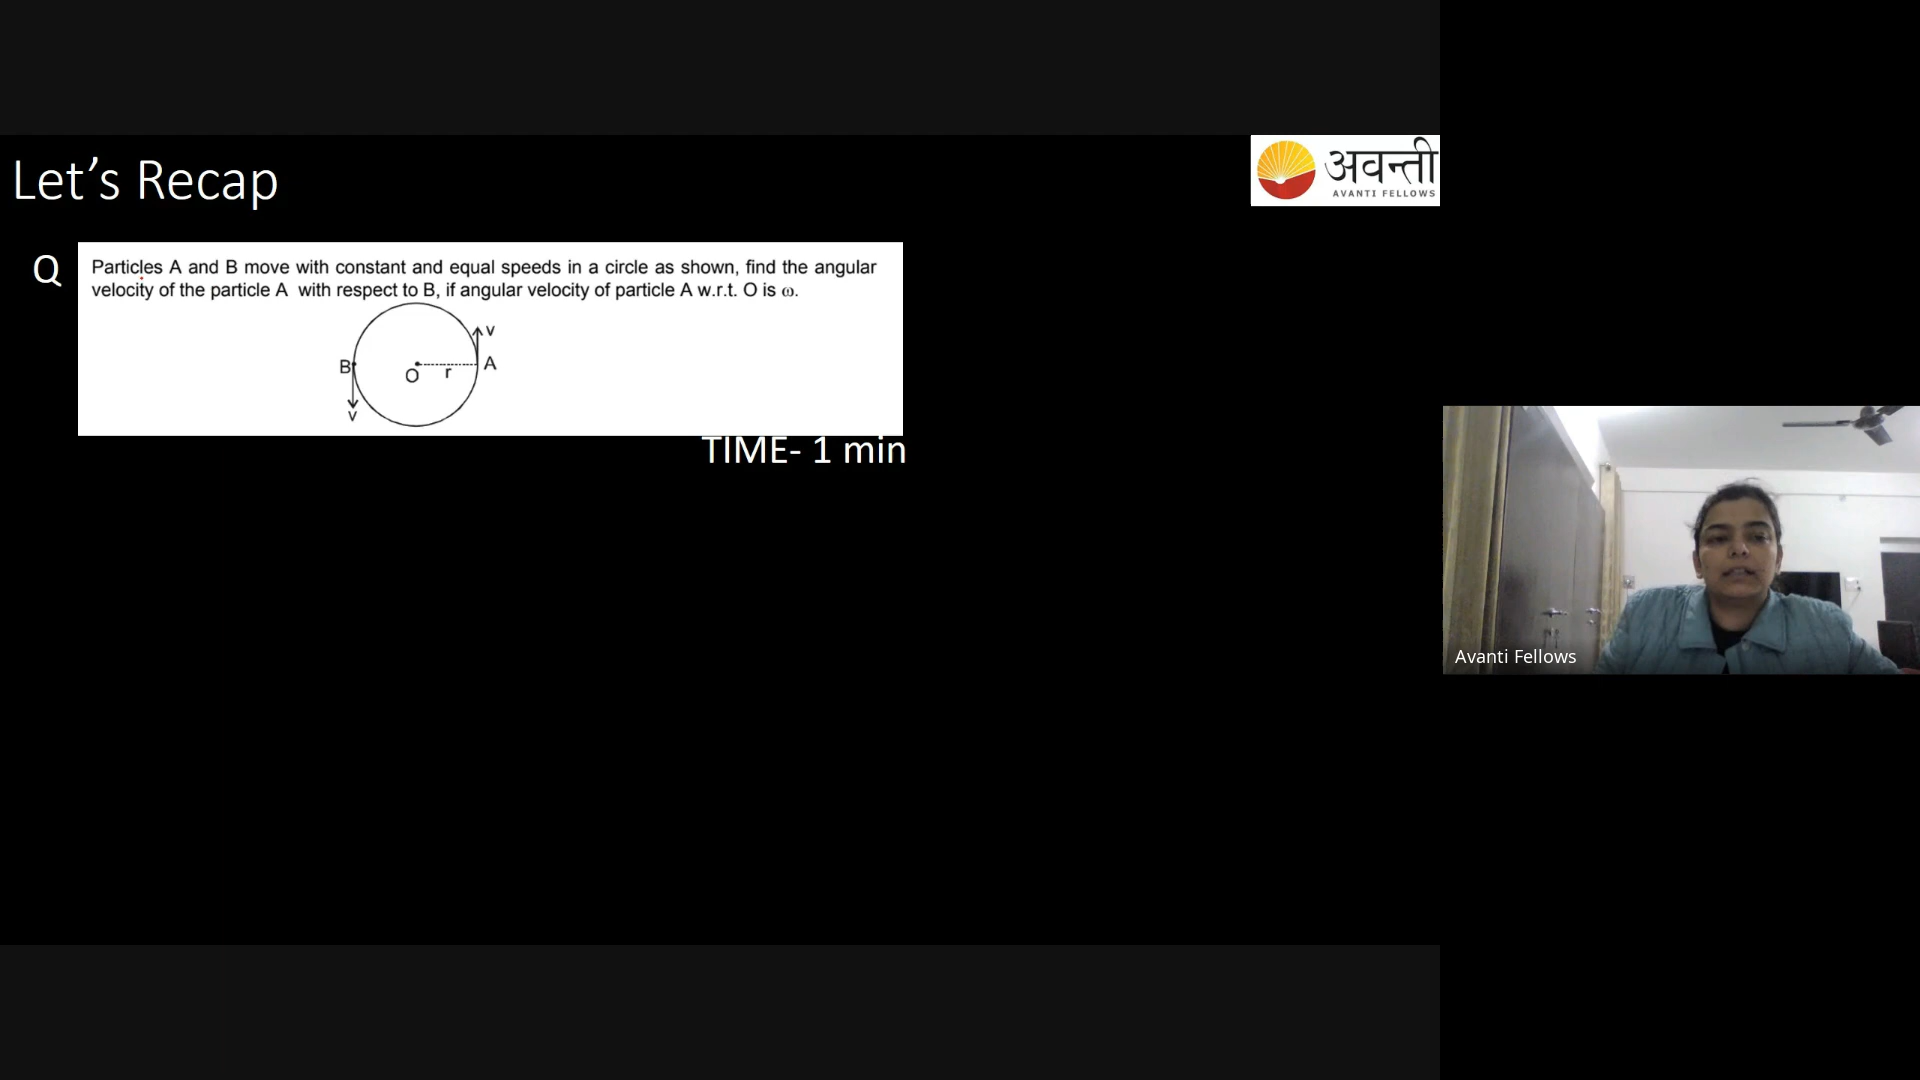 Let's Recap
अवन्ती
AVANTI FELLOWS
Q
Particles A and B move with constant and equal speeds in a circle as shown, find the angular
velocity of the particle A with respect to B, if angular velocity of particle A w.r.t. O is ω.
v
B
O
r
A
v
TIME- 1 min
Avanti Fellows